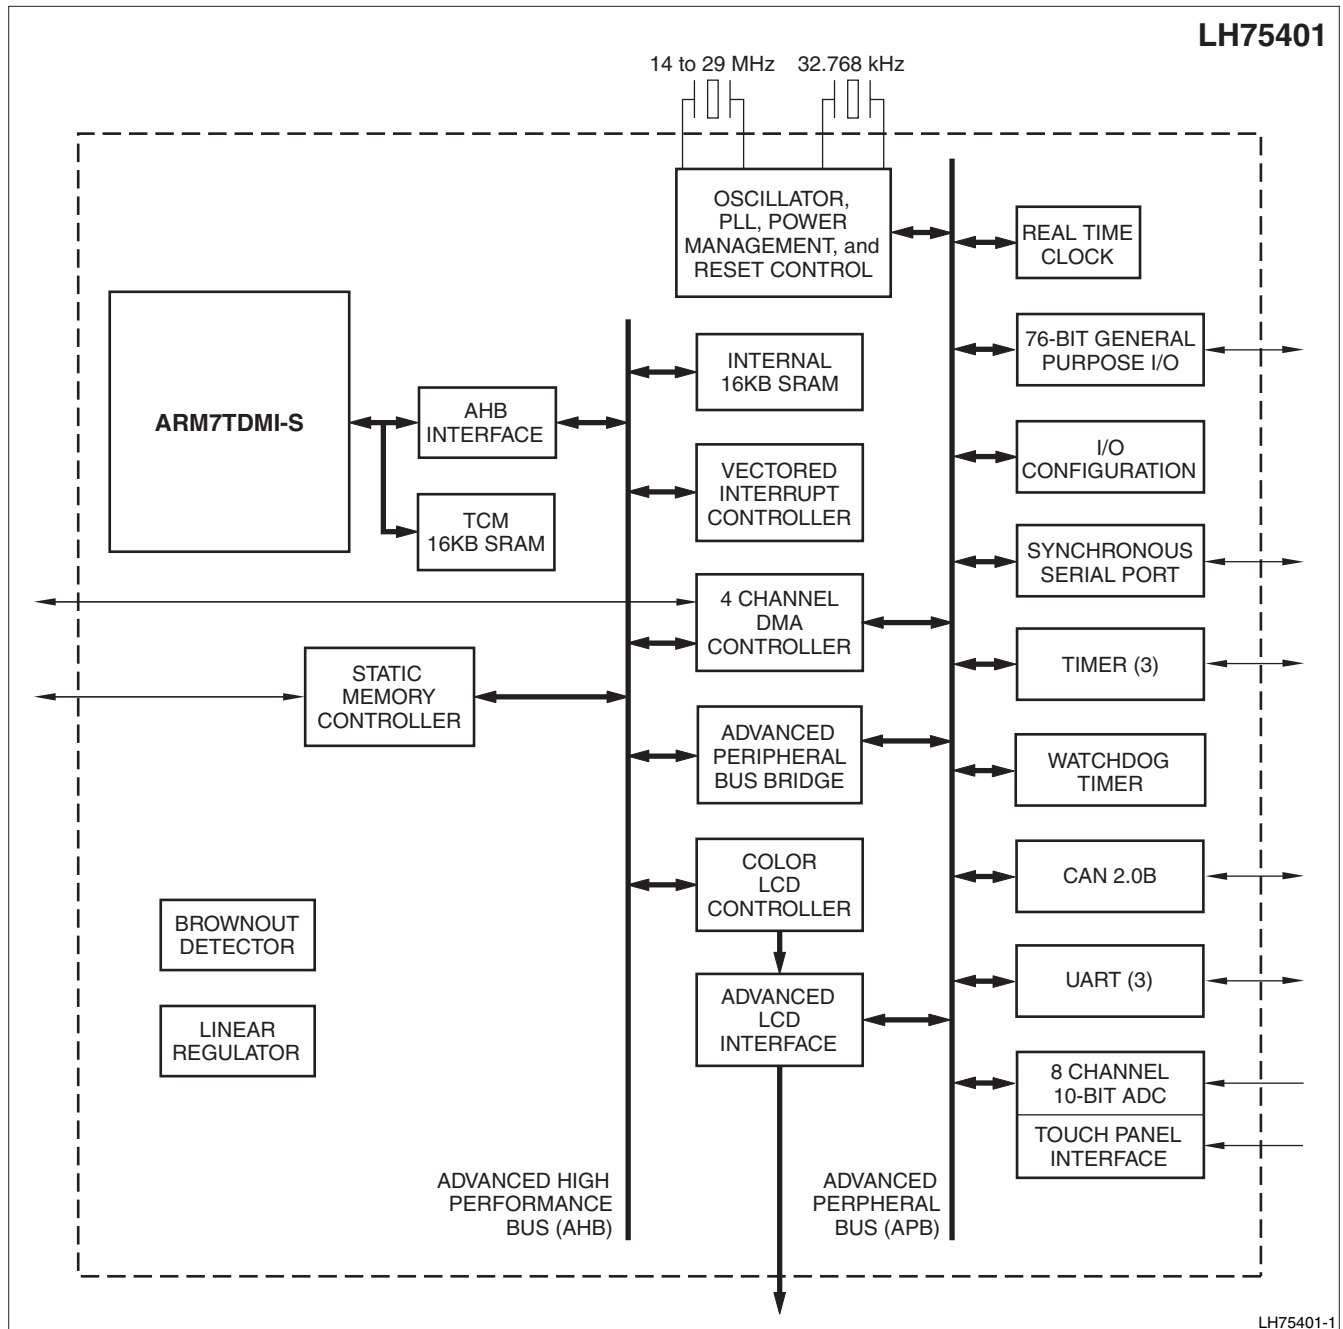 LH75401
14 to 29 MHz
32.768 kHz
OSCILLATOR,
PLL, POWER
MANAGEMENT, and
RESET CONTROL
REAL TIME
CLOCK
ARM7TDMI-S
AHB
INTERFACE
TCM
16KB SRAM
INTERNAL
16KB SRAM
76-BIT GENERAL
PURPOSE I/O
VECTORED
INTERRUPT
CONTROLLER
I/O
CONFIGURATION
SYNCHRONOUS
SERIAL PORT
4 CHANNEL
DMA
CONTROLLER
STATIC
MEMORY
CONTROLLER
TIMER (3)
ADVANCED
PERIPHERAL
BUS BRIDGE
WATCHDOG
TIMER
COLOR
LCD
CONTROLLER
CAN 2.0B
BROWNOUT
DETECTOR
ADVANCED
LCD
INTERFACE
UART (3)
LINEAR
REGULATOR
8 CHANNEL
10-BIT ADC
TOUCH PANEL
INTERFACE
ADVANCED HIGH
PERFORMANCE
BUS (AHB)
ADVANCED
PERPHERAL
BUS (APB)
LH75401-1